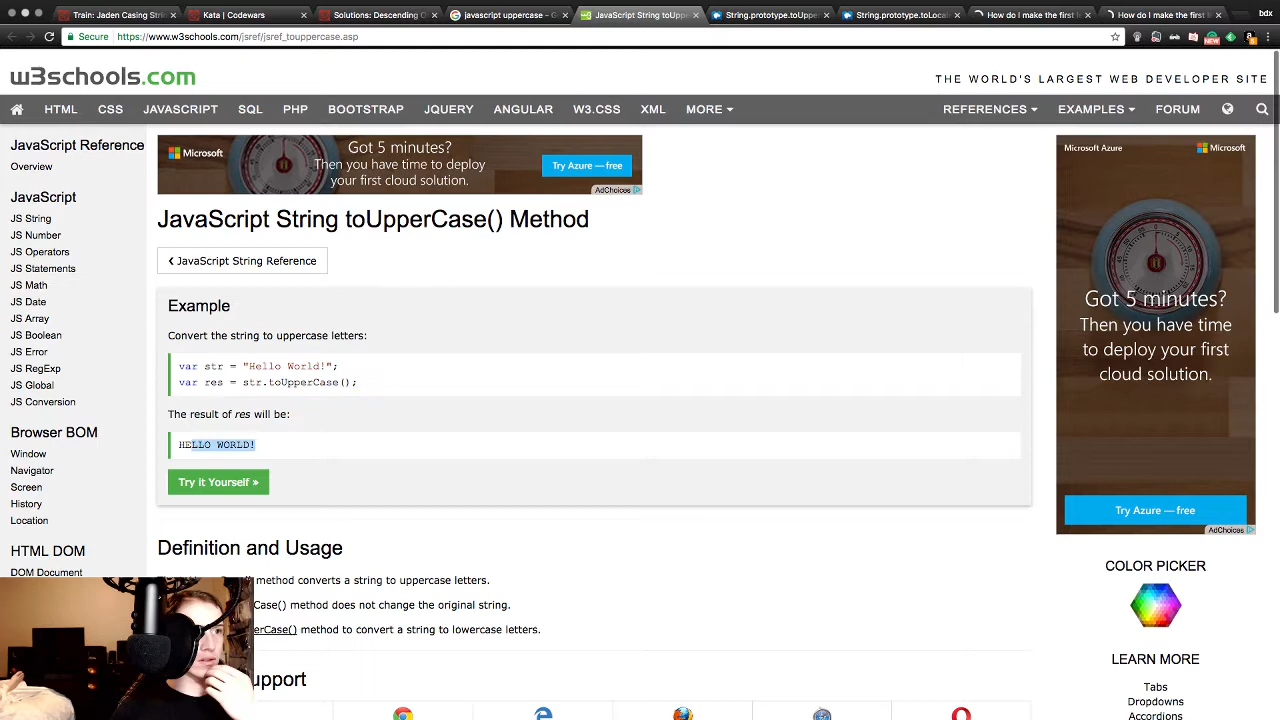 Train: Jaden Casing Strin
Kata | Codewars
Solutions: Descending O
javascript uppercase - G
JavaScript String toUppe
String.prototype.toUppe
String.prototype.toLocal
How do I make the first l
How do I make the first l
bdx
Secure
https://www.w3schools.com/jsref/jsref_touppercase.asp
w3schools.com
THE WORLD'S LARGEST WEB DEVELOPER SITE
HTML CSS JAVASCRIPT SQL PHP BOOTSTRAP JQUERY ANGULAR W3.CSS XML MORE REFERENCES EXAMPLES FORUM
JavaScript Reference
Overview
JavaScript
JS String
JS Number
JS Operators
JS Statements
JS Math
JS Date
JS Array
JS Boolean
JS Error
JS RegExp
JS Global
JS Conversion
Browser BOM
Window
Navigator
Screen
History
Location
HTML DOM
DOM Document
Microsoft
Got 5 minutes?
Then you have time to deploy
your first cloud solution.
Try Azure — free
AdChoices
JavaScript String toUpperCase() Method
❮ JavaScript String Reference
Example
Convert the string to uppercase letters:
var str = "Hello World!";
var res = str.toUpperCase();
The result of res will be:
HELLO WORLD!
Try it Yourself »
Definition and Usage
method converts a string to uppercase letters.
Case() method does not change the original string.
erCase() method to convert a string to lowercase letters.
upport
Microsoft Azure
Microsoft
Got 5 minutes?
Then you have time
to deploy your first
cloud solution.
Try Azure — free
AdChoices
COLOR PICKER
LEARN MORE
Tabs
Dropdowns
Accordions